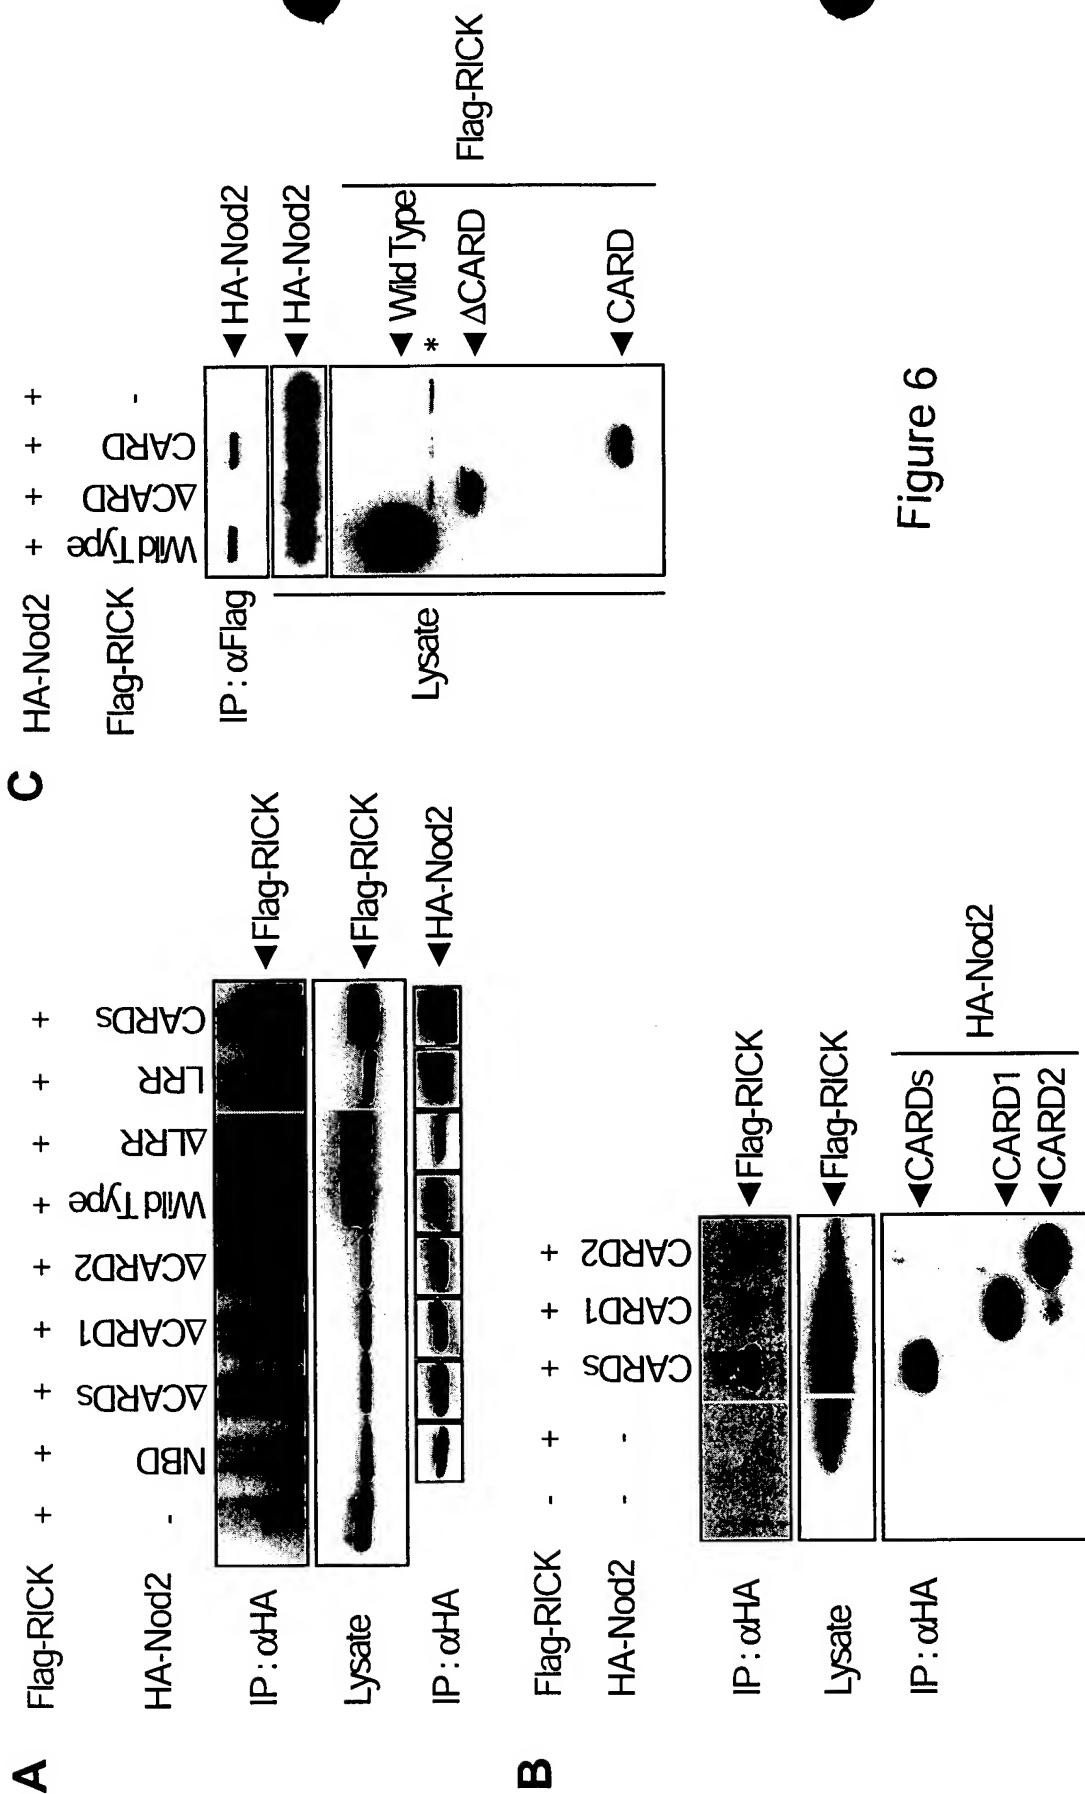 A
Flag-RICK + + + + + + + + +
HA-Nod2 - NBD ΔCARDs ΔCARD1 ΔCARD2 Wild Type ΔLRR LRR CARDs
IP : αHA ◀Flag-RICK
Lysate ◀Flag-RICK
IP : αHA ◀HA-Nod2
B
Flag-RICK - + + + +
HA-Nod2 - - CARDs CARD1 CARD2
IP : αHA ◀Flag-RICK
Lysate ◀Flag-RICK
IP : αHA ◀CARDs
◀CARD1
◀CARD2
HA-Nod2
C
HA-Nod2 + + + +
Flag-RICK Wild Type ΔCARD CARD -
IP : αFlag ◀HA-Nod2
Lysate ◀HA-Nod2
◀Wild Type
*
◀ΔCARD
◀CARD
Flag-RICK
Figure 6